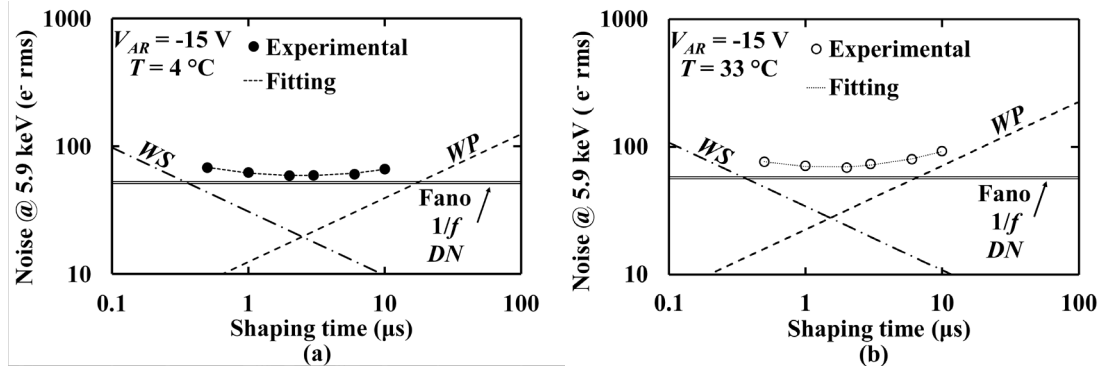 Noise @ 5.9 keV (e⁻ rms)
1000
100
10
V_AR = -15 V
T = 4 °C
Experimental
Fitting
WS
WP
Fano
1/f
DN
0.1
1
10
100
Shaping time (μs)
(a)
Noise @ 5.9 keV ( e⁻ rms)
1000
100
10
V_AR = -15 V
T = 33 °C
Experimental
Fitting
WS
WP
Fano
1/f
DN
0.1
1
10
100
Shaping time (μs)
(b)